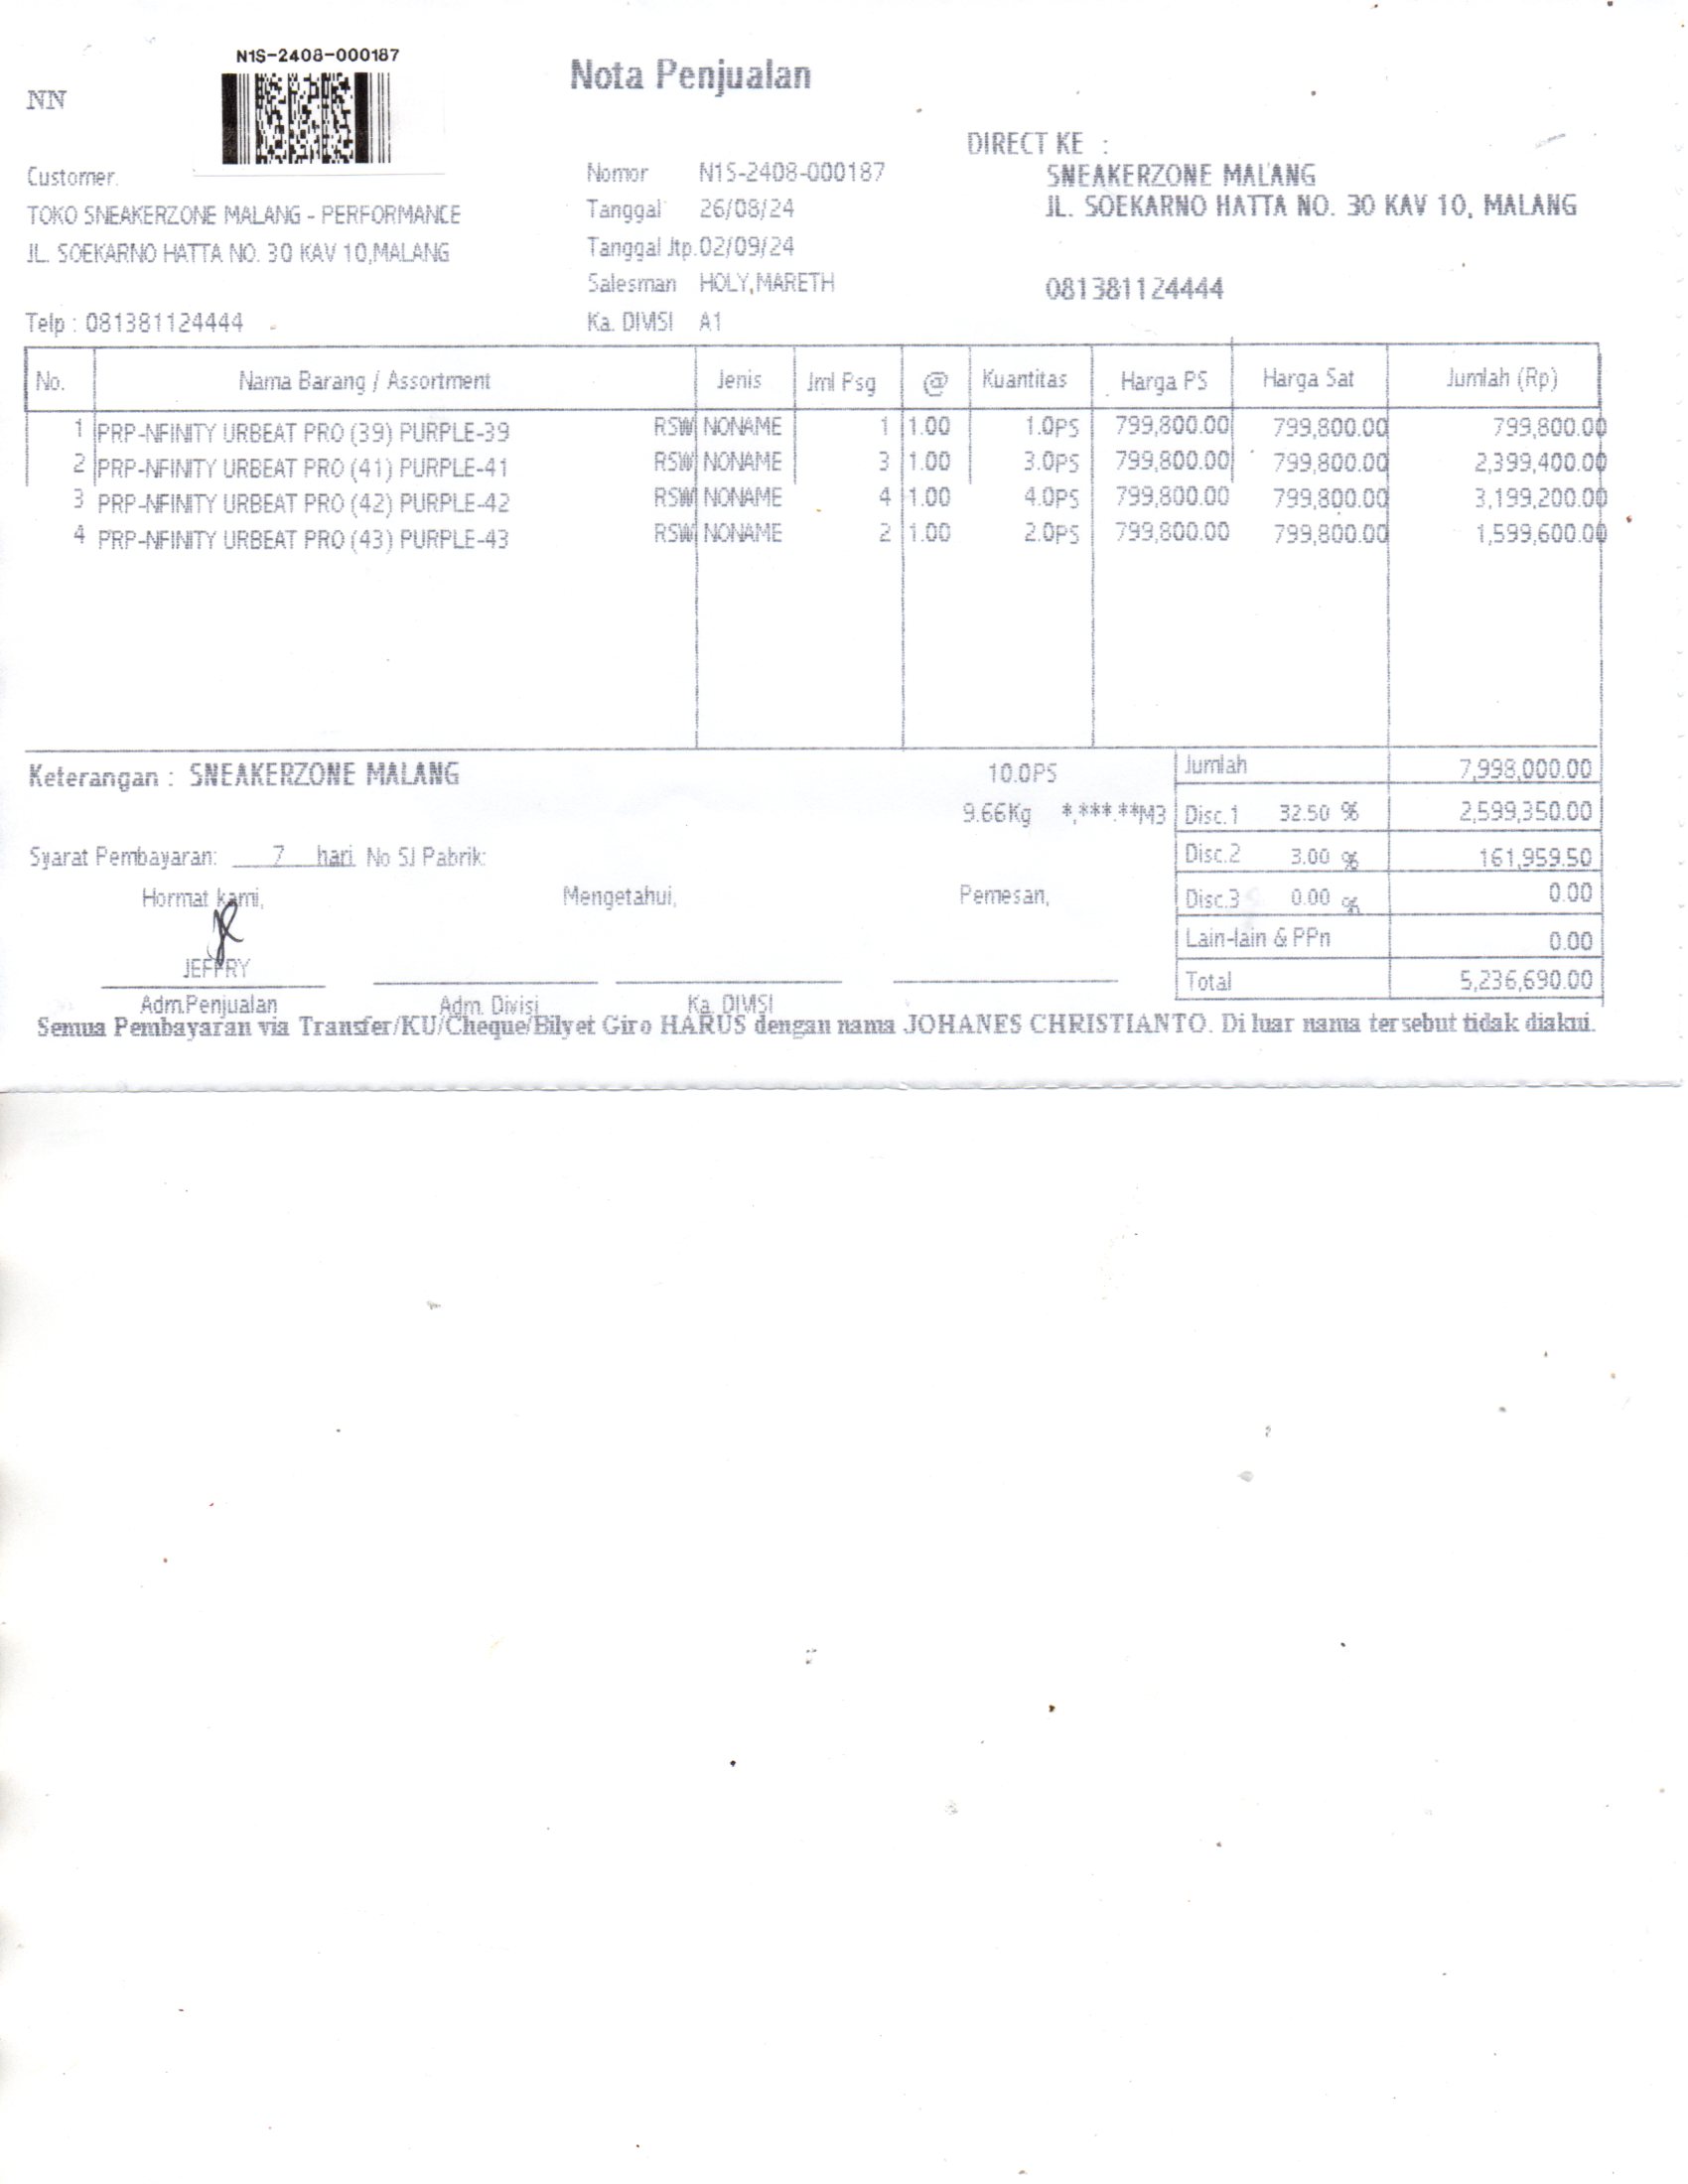 N1S-2408-000187
Nota Penjualan
NN
DIRECT KE :
Customer.
Nomor N1S-2408-000187
SNEAKERZONE MALANG
TOKO SNEAKERZONE MALANG - PERFORMANCE
Tanggal 26/08/24
JL. SOEKARNO HATTA NO. 30 KAV 10, MALANG
JL. SOEKARNO HATTA NO. 30 KAV 10,MALANG
Tanggal Jtp. 02/09/24
Salesman HOLY,MARETH
081381124444
Telp : 081381124444
Ka. DIVISI A1
No. Nama Barang / Assortment Jenis Jml Psg @ Kuantitas Harga PS Harga Sat Jumlah (Rp)
1 PRP-NFINITY URBEAT PRO (39) PURPLE-39 RSW NONAME 1 1.00 1.0PS 799,800.00 799,800.00 799,800.00
2 PRP-NFINITY URBEAT PRO (41) PURPLE-41 RSW NONAME 3 1.00 3.0PS 799,800.00 799,800.00 2,399,400.00
3 PRP-NFINITY URBEAT PRO (42) PURPLE-42 RSW NONAME 4 1.00 4.0PS 799,800.00 799,800.00 3,199,200.00
4 PRP-NFINITY URBEAT PRO (43) PURPLE-43 RSW NONAME 2 1.00 2.0PS 799,800.00 799,800.00 1,599,600.00
Keterangan : SNEAKERZONE MALANG 10.0PS Jumlah 7,998,000.00
9.66Kg *,***.**M3 Disc.1 32.50 % 2,599,350.00
Syarat Pembayaran: 7 hari No SJ Pabrik: Disc.2 3.00 % 161,959.50
Hormat kami, Mengetahui, Pemesan, Disc.3 0.00 % 0.00
Lain-lain & PPn 0.00
JEFFRY Total 5,236,690.00
Adm.Penjualan Adm. Divisi Ka. DIVISI
Semua Pembayaran via Transfer/KU/Cheque/Bilyet Giro HARUS dengan nama JOHANES CHRISTIANTO. Di luar nama tersebut tidak diakui.